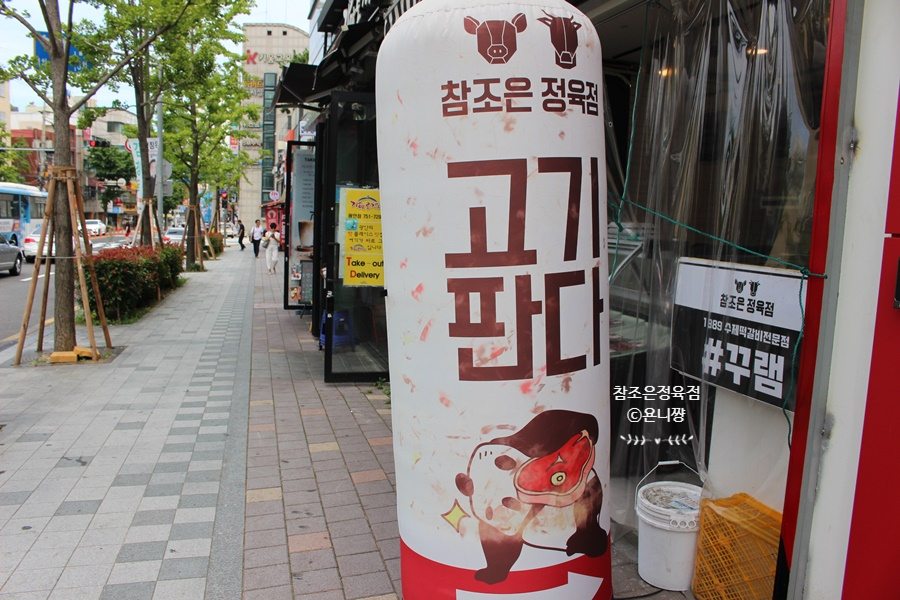 참조은 정육점
고기
판다
Take out
Delivery
참조은 정육점
1989 수제떡갈비전문점
#꾸램
참조은정육점
©욘니쨩